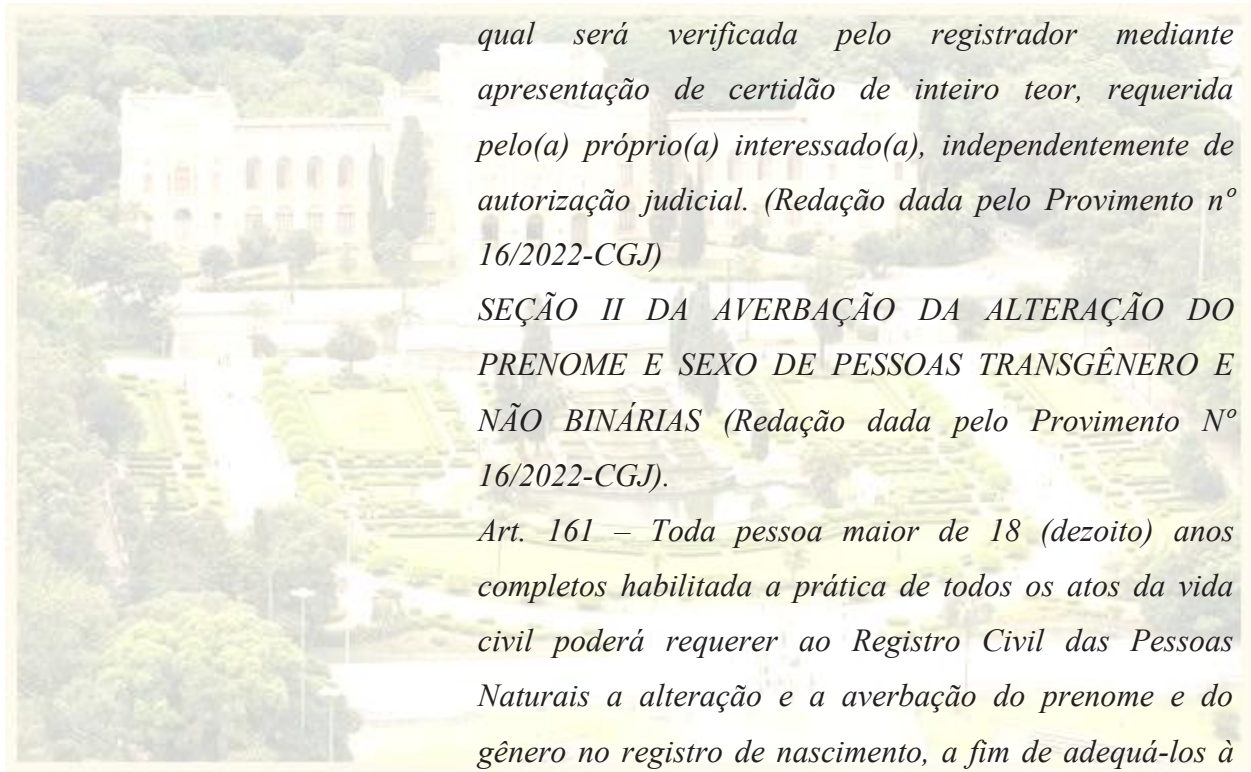 qual será verificada pelo registrador mediante
apresentação de certidão de inteiro teor, requerida
pelo(a) próprio(a) interessado(a), independentemente de
autorização judicial. (Redação dada pelo Provimento nº
16/2022-CGJ)
SEÇÃO II DA AVERBAÇÃO DA ALTERAÇÃO DO
PRENOME E SEXO DE PESSOAS TRANSGÊNERO E
NÃO BINÁRIAS (Redação dada pelo Provimento Nº
16/2022-CGJ).
Art. 161 – Toda pessoa maior de 18 (dezoito) anos
completos habilitada a prática de todos os atos da vida
civil poderá requerer ao Registro Civil das Pessoas
Naturais a alteração e a averbação do prenome e do
gênero no registro de nascimento, a fim de adequá-los à